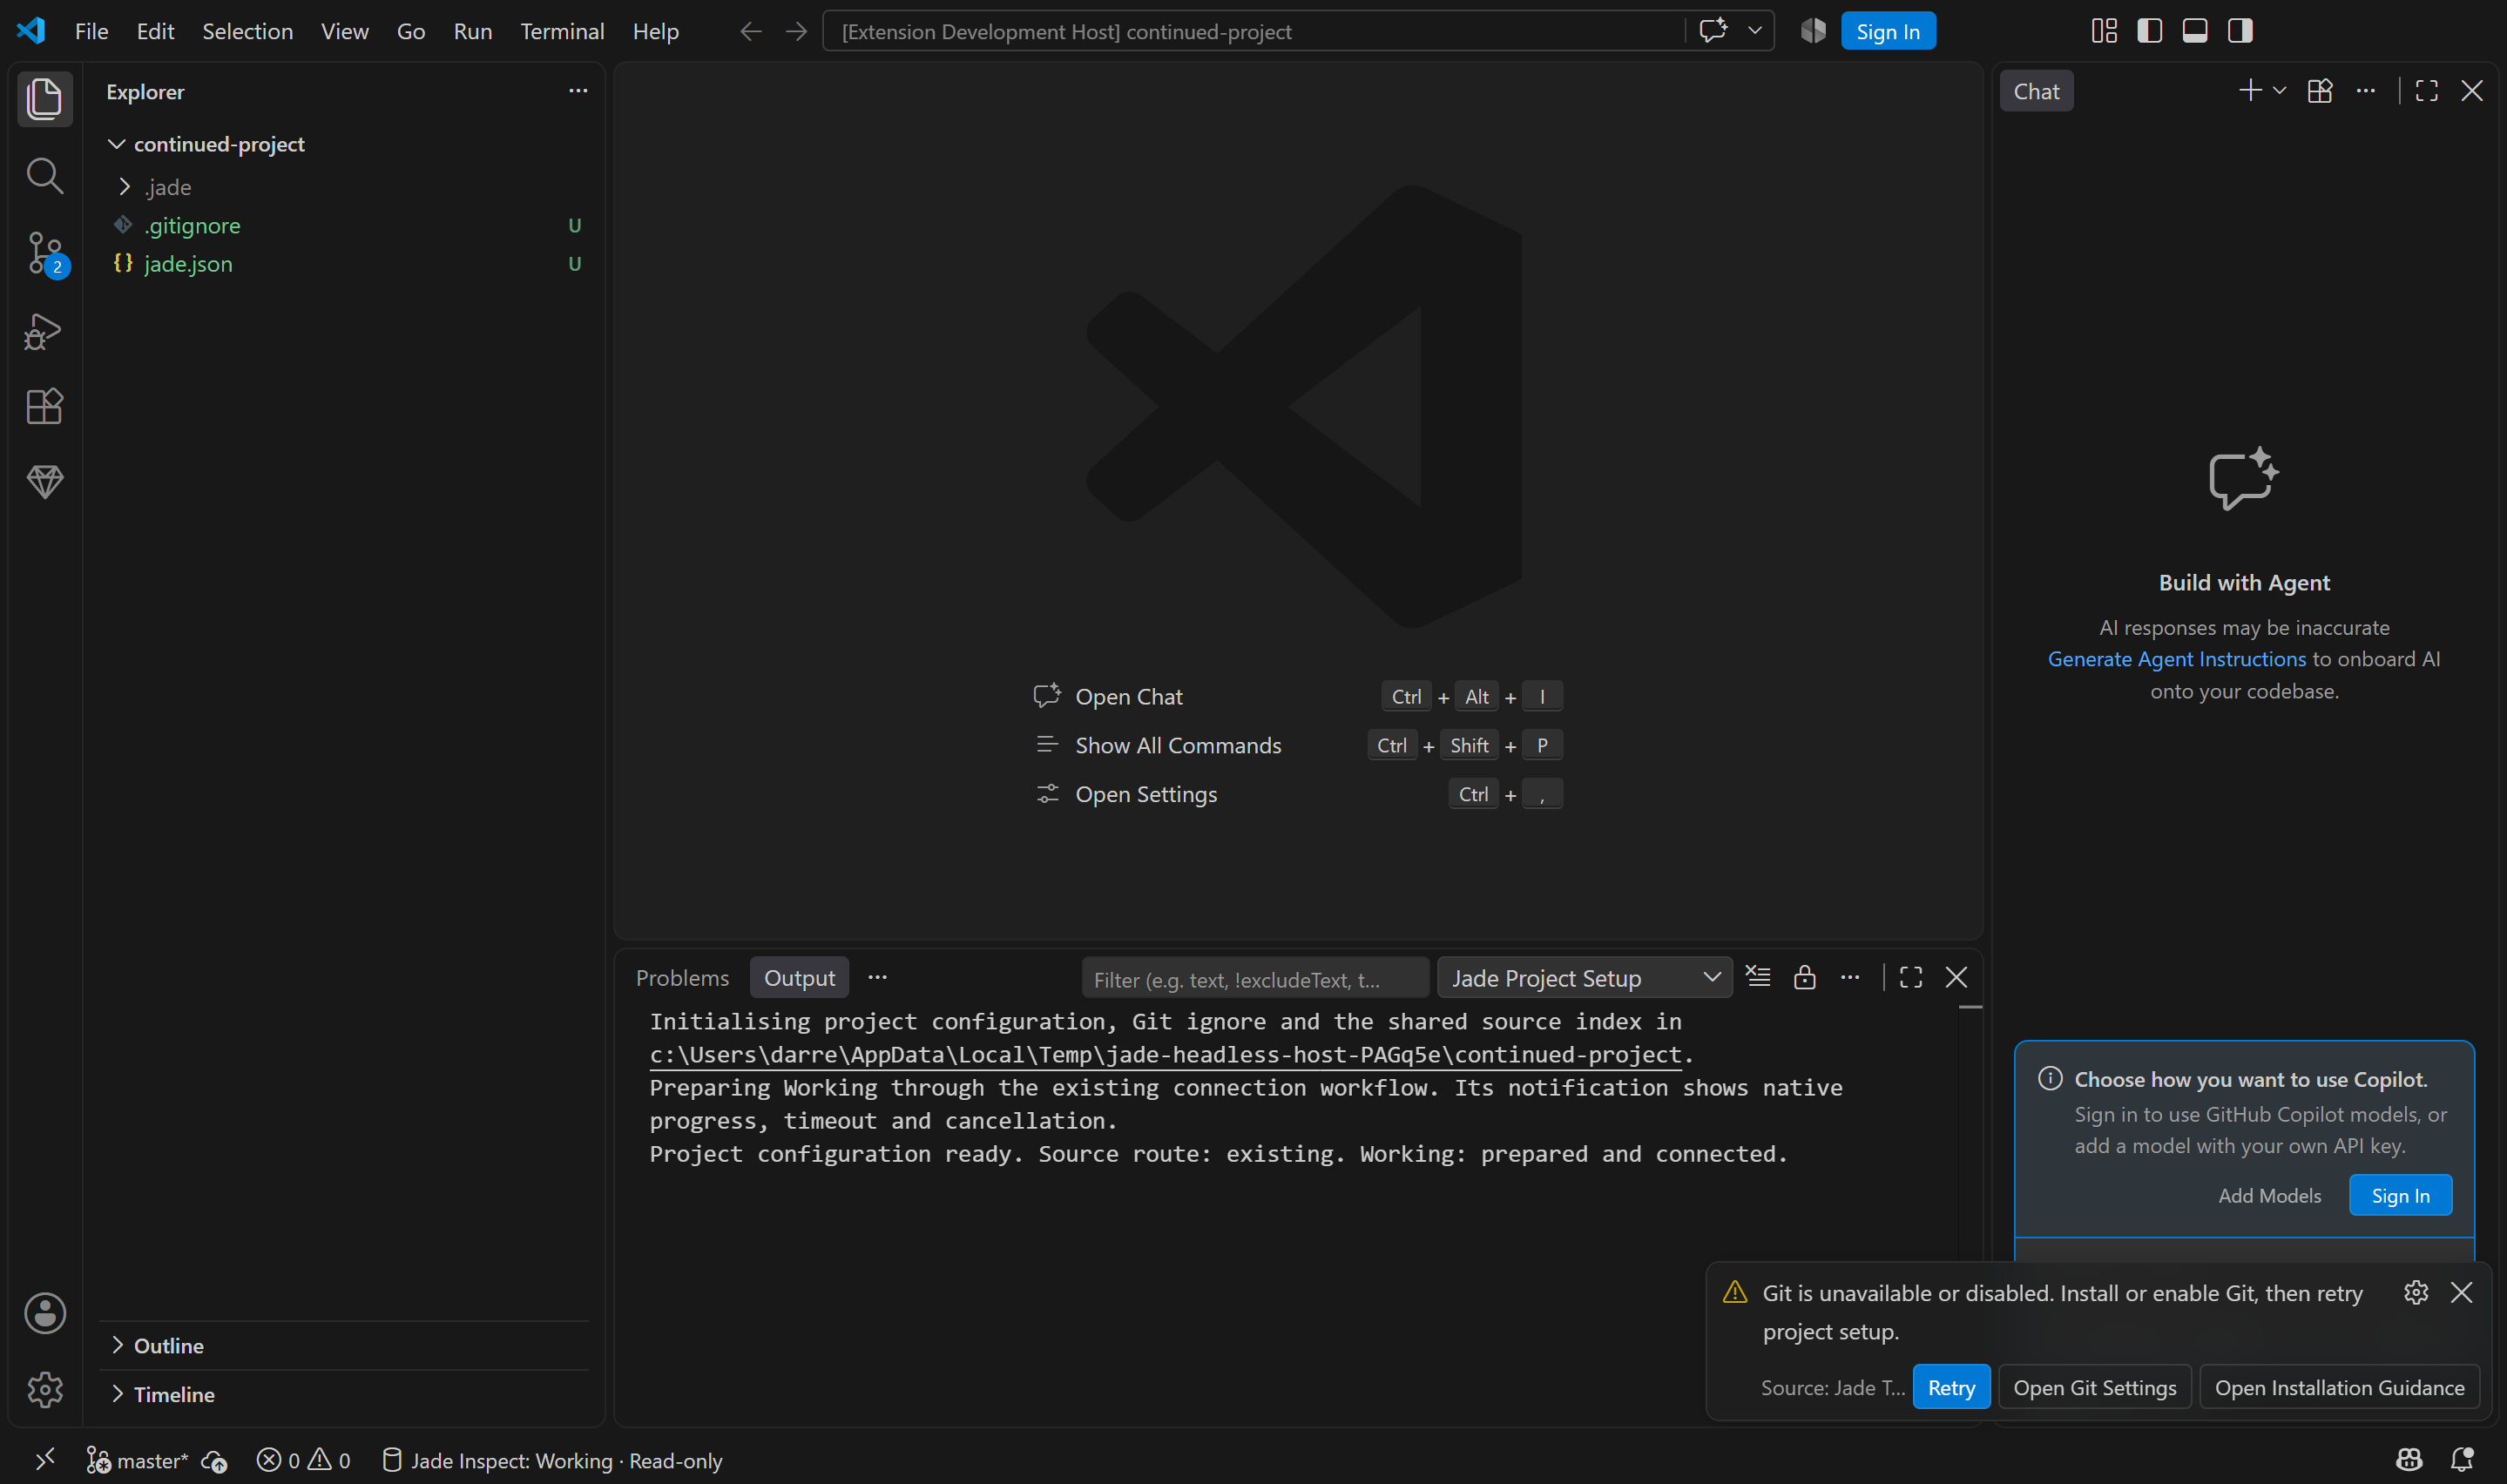 File Edit Selection View Go Run Terminal Help
[Extension Development Host] continued-project
Sign In
Explorer
continued-project
.jade
.gitignore U
jade.json U
2
Outline
Timeline
Open Chat Ctrl + Alt + I
Show All Commands Ctrl + Shift + P
Open Settings Ctrl + ,
Problems Output
Filter (e.g. text, !excludeText, t...
Jade Project Setup
Initialising project configuration, Git ignore and the shared source index in
c:\Users\darre\AppData\Local\Temp\jade-headless-host-PAGq5e\continued-project.
Preparing Working through the existing connection workflow. Its notification shows native
progress, timeout and cancellation.
Project configuration ready. Source route: existing. Working: prepared and connected.
Chat
Build with Agent
AI responses may be inaccurate
Generate Agent Instructions to onboard AI
onto your codebase.
Choose how you want to use Copilot.
Sign in to use GitHub Copilot models, or
add a model with your own API key.
Add Models Sign In
Git is unavailable or disabled. Install or enable Git, then retry
project setup.
Source: Jade T... Retry Open Git Settings Open Installation Guidance
master* 0 0 Jade Inspect: Working · Read-only